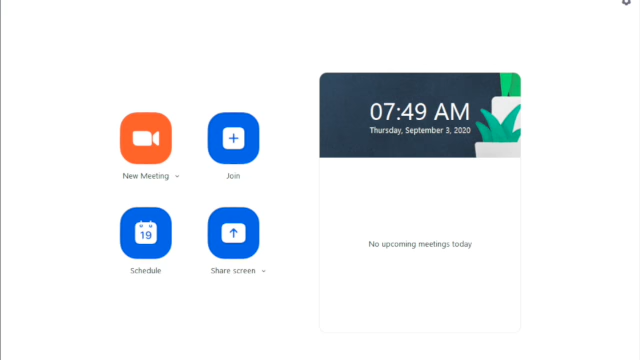 New Meeting
Join
19
Schedule
Share screen
07:49 AM
Thursday, September 3, 2020
No upcoming meetings today